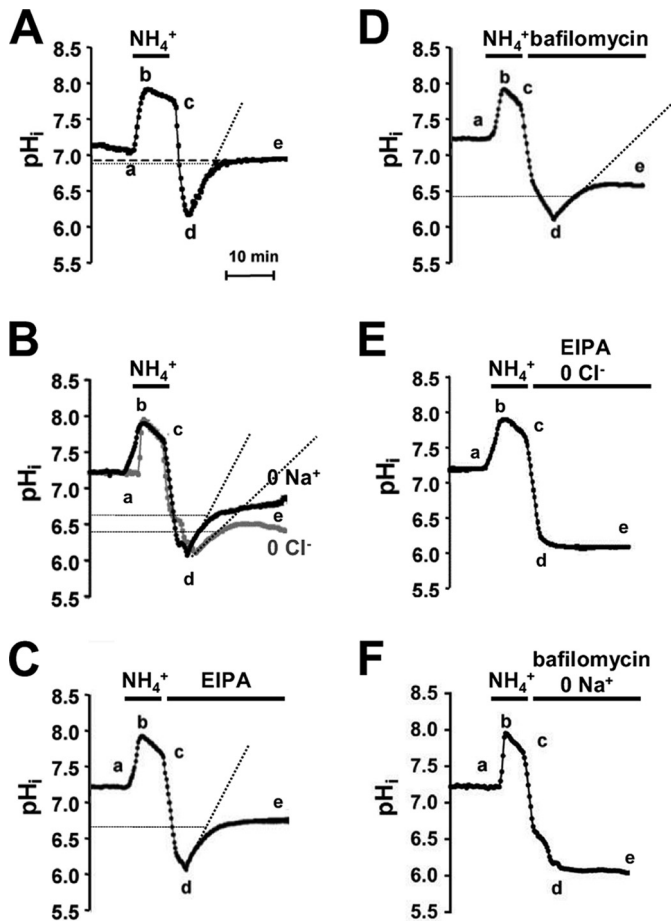 A
NH₄⁺
8.5
8.0
7.5
7.0
6.5
6.0
5.5
pHᵢ
a
b
c
d
e
10 min
B
NH₄⁺
8.5
8.0
7.5
7.0
6.5
6.0
5.5
pHᵢ
a
b
c
d
0 Na⁺
e
0 Cl⁻
C
NH₄⁺ EIPA
8.5
8.0
7.5
7.0
6.5
6.0
5.5
pHᵢ
a
b
c
d
e
D
NH₄⁺ bafilomycin
8.5
8.0
7.5
7.0
6.5
6.0
5.5
pHᵢ
a
b
c
d
e
E
EIPA
NH₄⁺ 0 Cl⁻
8.5
8.0
7.5
7.0
6.5
6.0
5.5
pHᵢ
a
b
c
d
e
F
bafilomycin
NH₄⁺ 0 Na⁺
8.5
8.0
7.5
7.0
6.5
6.0
5.5
pHᵢ
a
b
c
d
e